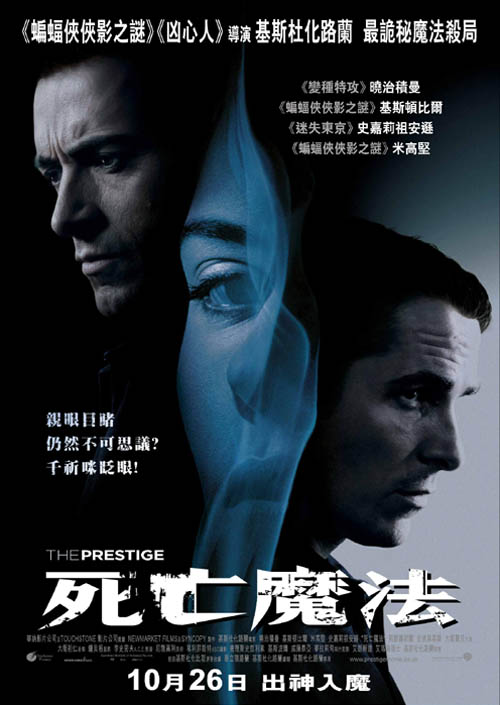 《蝙蝠俠俠影之謎》《凶心人》導演 基斯杜化路蘭 最詭秘魔法殺局
《變種特攻》曉治積曼
《蝙蝠俠俠影之謎》基斯頓比爾
《迷失東京》史嘉莉祖安遜
《蝙蝠俠俠影之謎》米高堅
親眼目睹
仍然不可思議?
千祈咪眨眼!
THE PRESTIGE
死亡魔法
10月26日 出神入魔